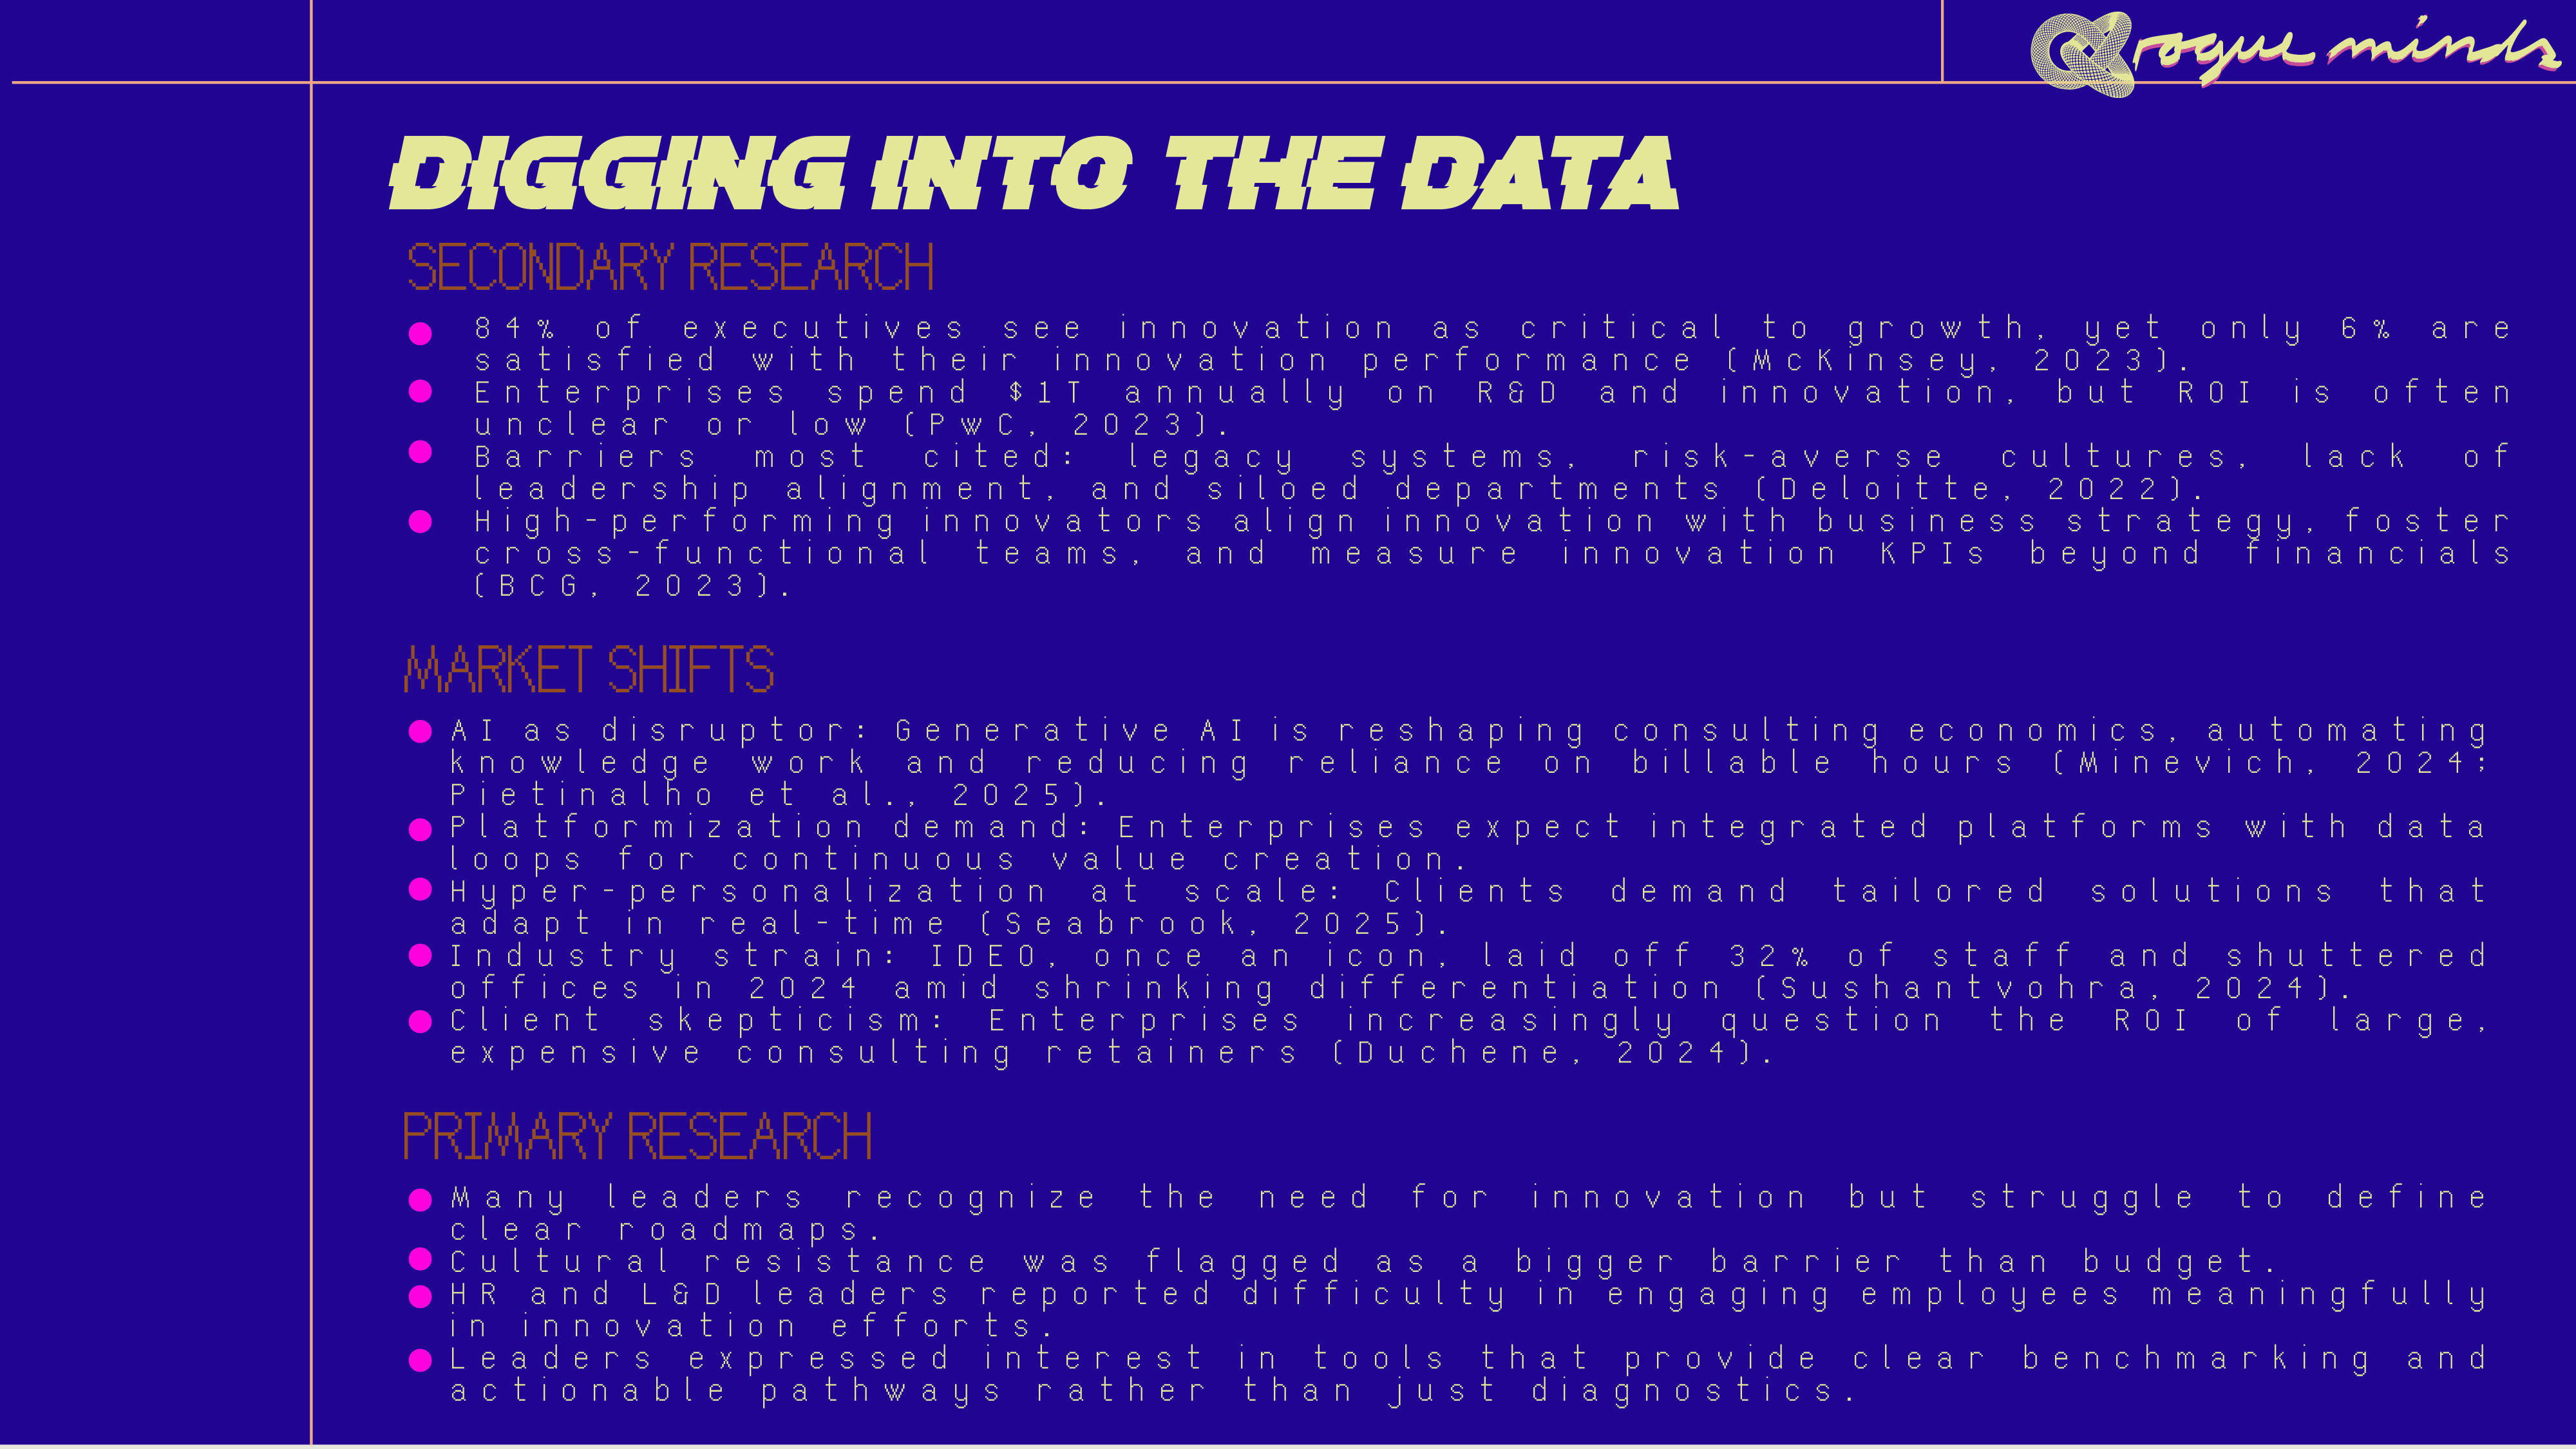 rogue minds
DIGGING INTO THE DATA
SECONDARY RESEARCH
84% of executives see innovation as critical to growth, yet only 6% are
satisfied with their innovation performance (McKinsey, 2023).
Enterprises spend $1T annually on R&D and innovation, but ROI is often
unclear or low (PwC, 2023).
Barriers most cited: legacy systems, risk-averse cultures, lack of
leadership alignment, and siloed departments (Deloitte, 2022).
High-performing innovators align innovation with business strategy, foster
cross-functional teams, and measure innovation KPIs beyond financials
(BCG, 2023).
MARKET SHIFTS
AI as disruptor: Generative AI is reshaping consulting economics, automating
knowledge work and reducing reliance on billable hours (Minevich, 2024;
Pietinalho et al., 2025).
Platformization demand: Enterprises expect integrated platforms with data
loops for continuous value creation.
Hyper-personalization at scale: Clients demand tailored solutions that
adapt in real-time (Seabrook, 2025).
Industry strain: IDEO, once an icon, laid off 32% of staff and shuttered
offices in 2024 amid shrinking differentiation (Sushantvohra, 2024).
Client skepticism: Enterprises increasingly question the ROI of large,
expensive consulting retainers (Duchene, 2024).
PRIMARY RESEARCH
Many leaders recognize the need for innovation but struggle to define
clear roadmaps.
Cultural resistance was flagged as a bigger barrier than budget.
HR and L&D leaders reported difficulty in engaging employees meaningfully
in innovation efforts.
Leaders expressed interest in tools that provide clear benchmarking and
actionable pathways rather than just diagnostics.